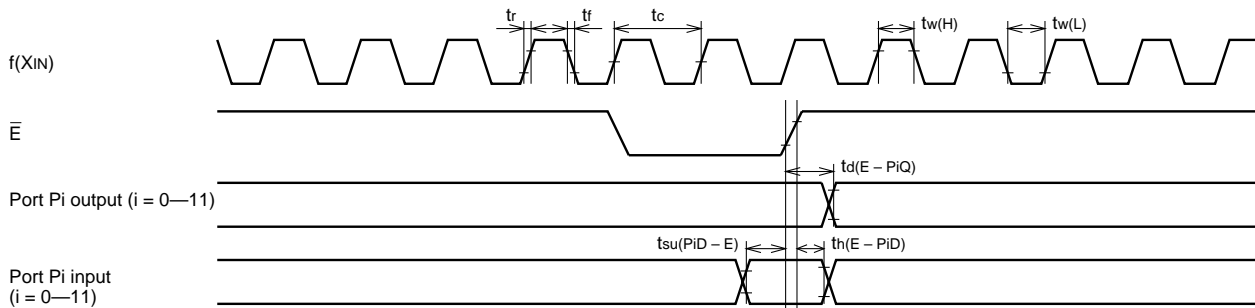 tr tf tc tw(H) tw(L)
f(XIN)
E̅
td(E – PiQ)
Port Pi output (i = 0—11)
tsu(PiD – E) th(E – PiD)
Port Pi input
(i = 0—11)